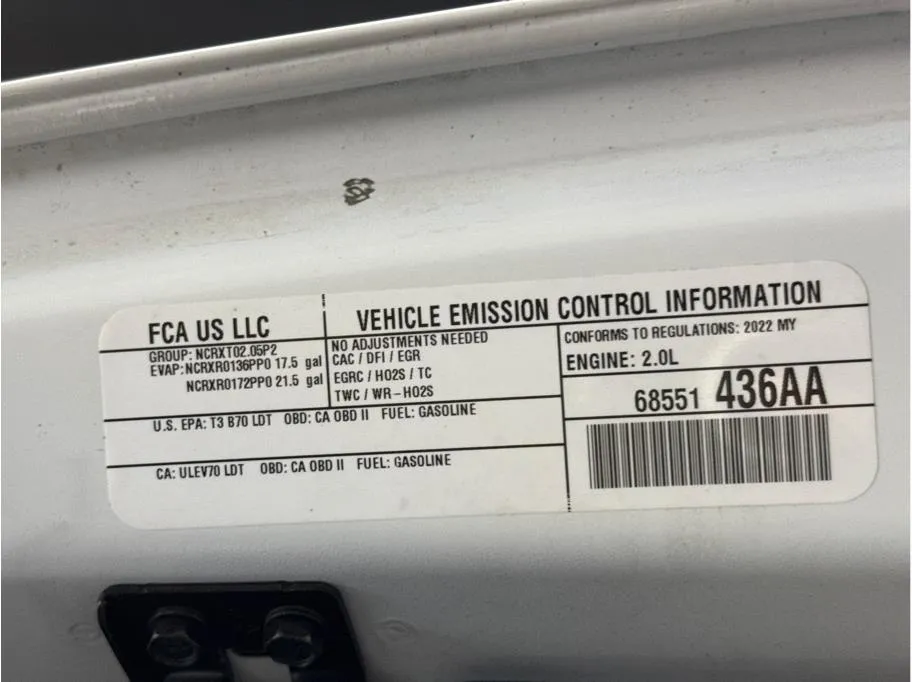 FCA US LLC
VEHICLE EMISSION CONTROL INFORMATION
GROUP: NCRXT02.05P2
EVAP: NCRXR0136PP0 17.5 gal
NCRXR0172PP0 21.5 gal
NO ADJUSTMENTS NEEDED
CAC / DFI / EGR
EGRC / HO2S / TC
TWC / WR-HO2S
CONFORMS TO REGULATIONS: 2022 MY
ENGINE: 2.0L
68551 436AA
U.S. EPA: T3 B70 LDT OBD: CA OBD II FUEL: GASOLINE
CA: ULEV70 LDT OBD: CA OBD II FUEL: GASOLINE